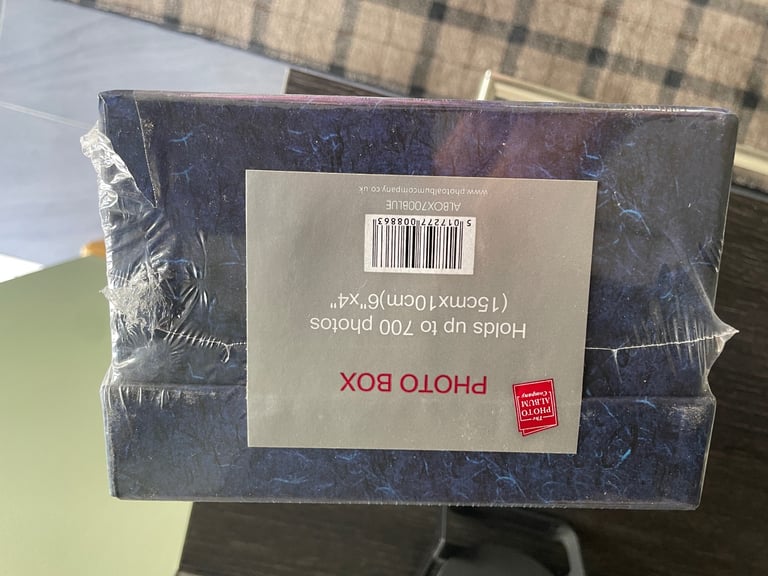 The
PHOTO
ALBUM
Company
PHOTO BOX
Holds up to 700 photos
(15cmx10cm)6"x4"
5 017277 008863
ALBOX700BLUE
www.photoalbumcompany.co.uk